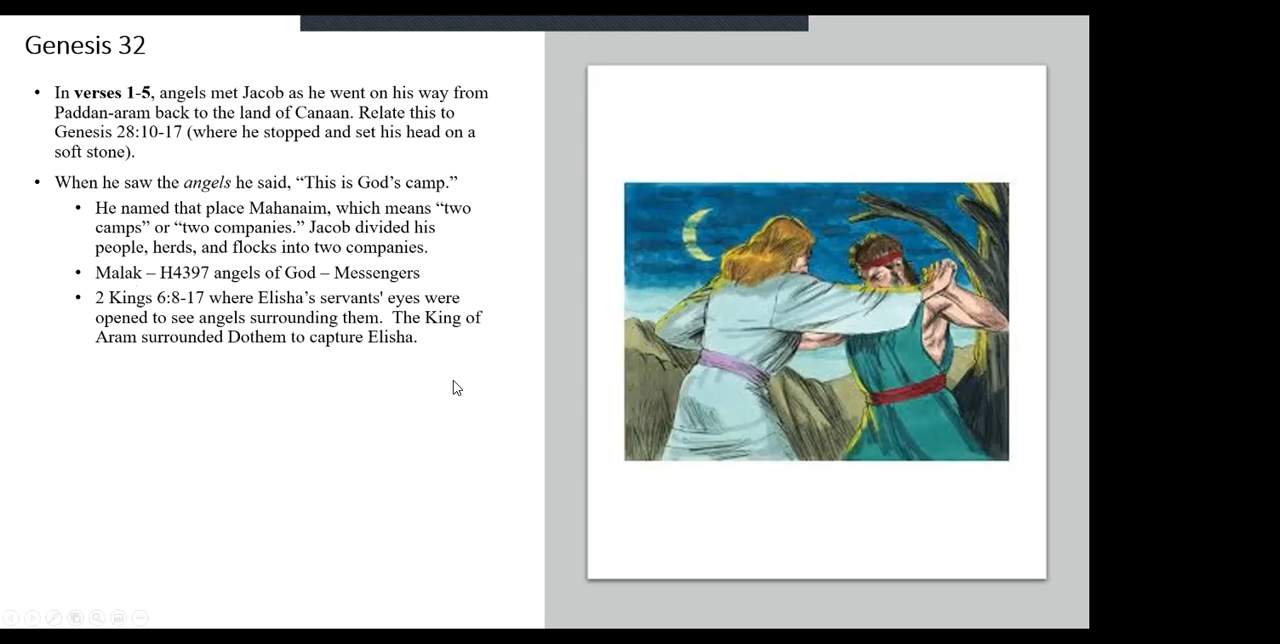 Genesis 32
• In verses 1-5, angels met Jacob as he went on his way from
Paddan-aram back to the land of Canaan. Relate this to
Genesis 28:10-17 (where he stopped and set his head on a
soft stone).
• When he saw the angels he said, “This is God’s camp.”
• He named that place Mahanaim, which means “two
camps” or “two companies.” Jacob divided his
people, herds, and flocks into two companies.
• Malak – H4397 angels of God – Messengers
• 2 Kings 6:8-17 where Elisha’s servants' eyes were
opened to see angels surrounding them.  The King of
Aram surrounded Dothem to capture Elisha.